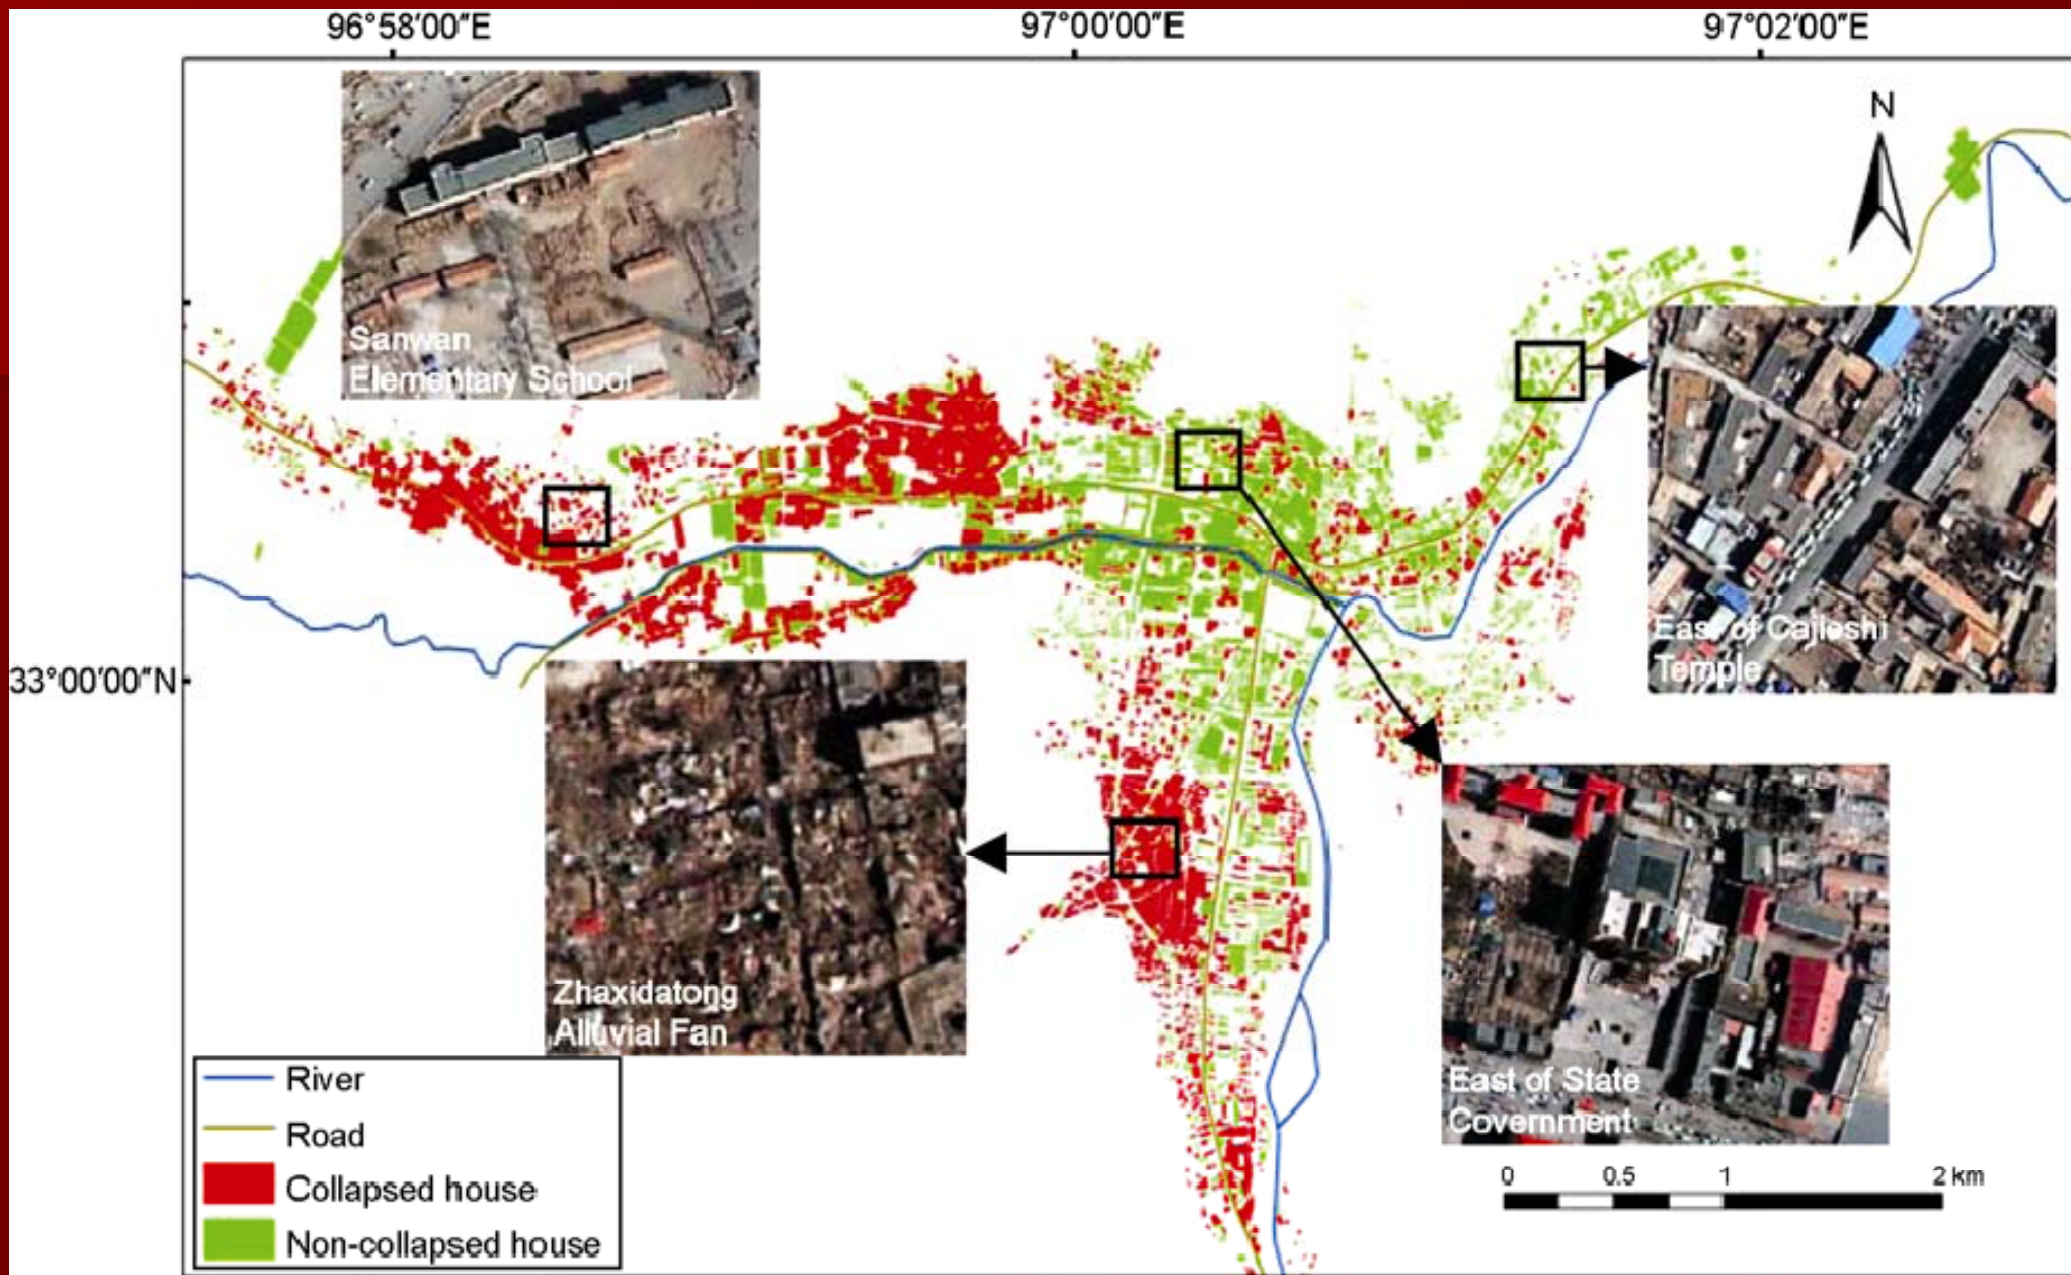 96°58′00″E
97°00′00″E
97°02′00″E
N
Sanwan
Elementary School
East of Cajieshi
Temple
33°00′00″N
Zhaxidatong
Alluvial Fan
East of State
Covernment
River
Road
Collapsed house
Non-collapsed house
0 0.5 1 2 km